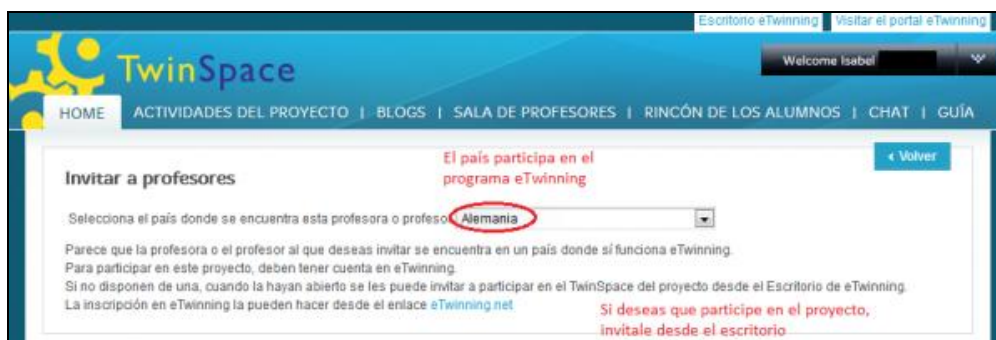 Escritorio eTwinning Visitar el portal eTwinning
Welcome Isabel
TwinSpace
HOME ACTIVIDADES DEL PROYECTO | BLOGS | SALA DE PROFESORES | RINCÓN DE LOS ALUMNOS | CHAT | GUÍA
Volver
El país participa en el
programa eTwinning
Invitar a profesores
Selecciona el país donde se encuentra esta profesora o profesor Alemania
Parece que la profesora o el profesor al que deseas invitar se encuentra en un país donde sí funciona eTwinning.
Para participar en este proyecto, deben tener cuenta en eTwinning.
Si no disponen de una, cuando la hayan abierto se les puede invitar a participar en el TwinSpace del proyecto desde el Escritorio de eTwinning.
La inscripción en eTwinning la pueden hacer desde el enlace eTwinning.net
Si deseas que participe en el proyecto,
invítale desde el escritorio